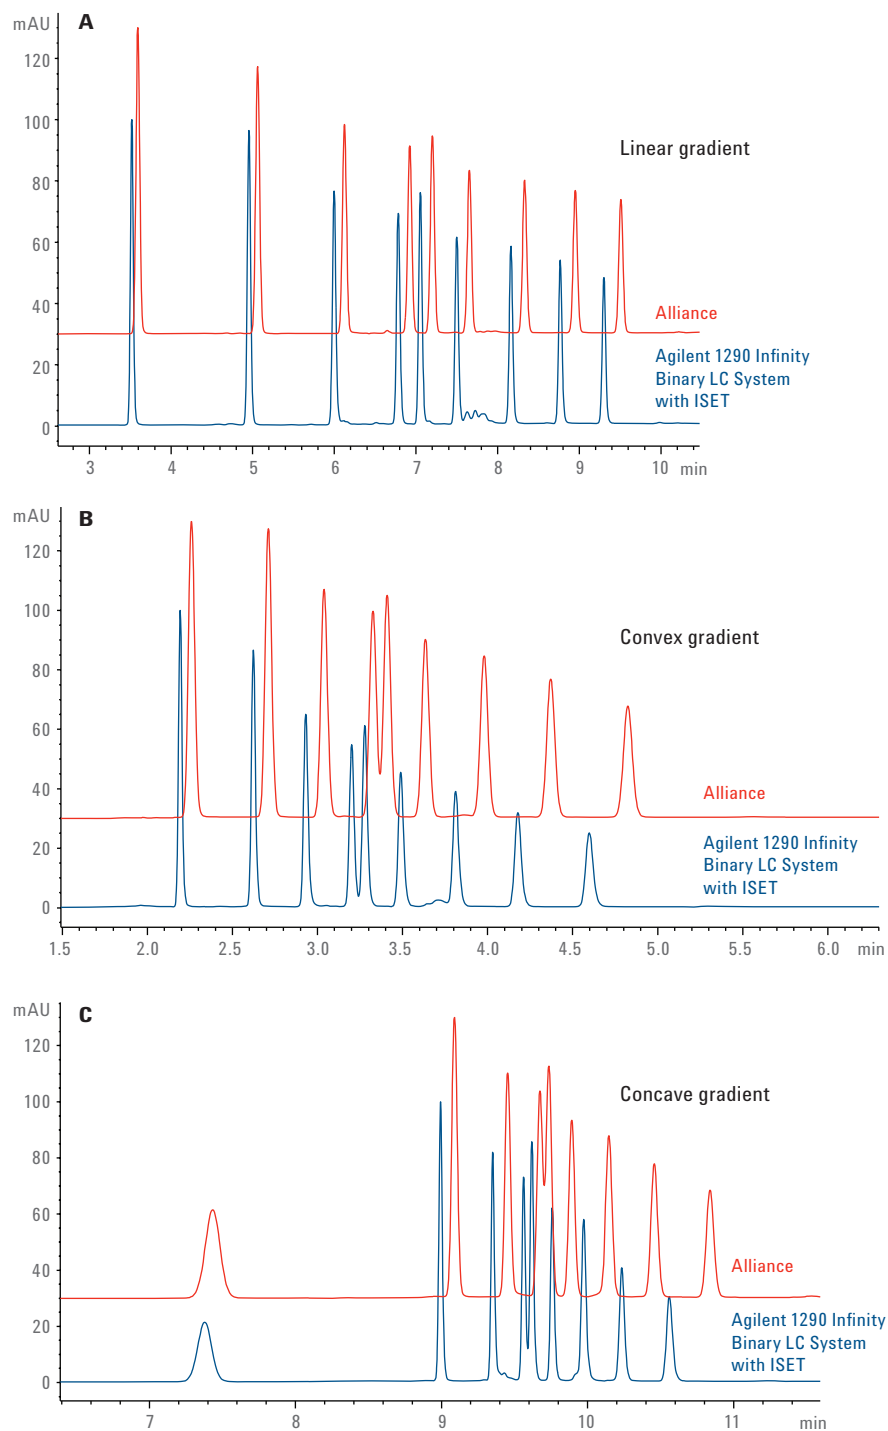 mAU
A
120
100
80
60
40
20
0
Linear gradient
Alliance
Agilent 1290 Infinity
Binary LC System
with ISET
3 4 5 6 7 8 9 10 min
mAU
B
120
100
80
60
40
20
0
Convex gradient
Alliance
Agilent 1290 Infinity
Binary LC System
with ISET
1.5 2.0 2.5 3.0 3.5 4.0 4.5 5.0 5.5 6.0 min
mAU
C
120
100
80
60
40
20
0
Concave gradient
Alliance
Agilent 1290 Infinity
Binary LC System
with ISET
7 8 9 10 11 min